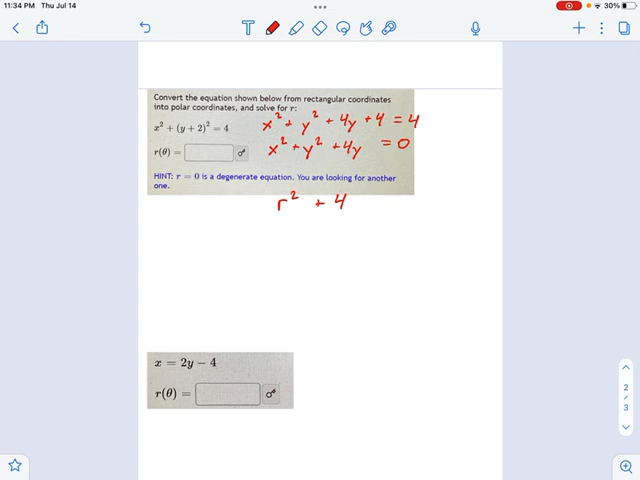 11:34 PM Thu Jul 14
30%
Convert the equation shown below from rectangular coordinates
into polar coordinates, and solve for r:
x² + (y + 2)² = 4
x² + y² + 4y + 4 = 4
x² + y² + 4y = 0
r(θ) =
HINT: r = 0 is a degenerate equation. You are looking for another
one.
r² + 4
x = 2y − 4
r(θ) =
2
/
3